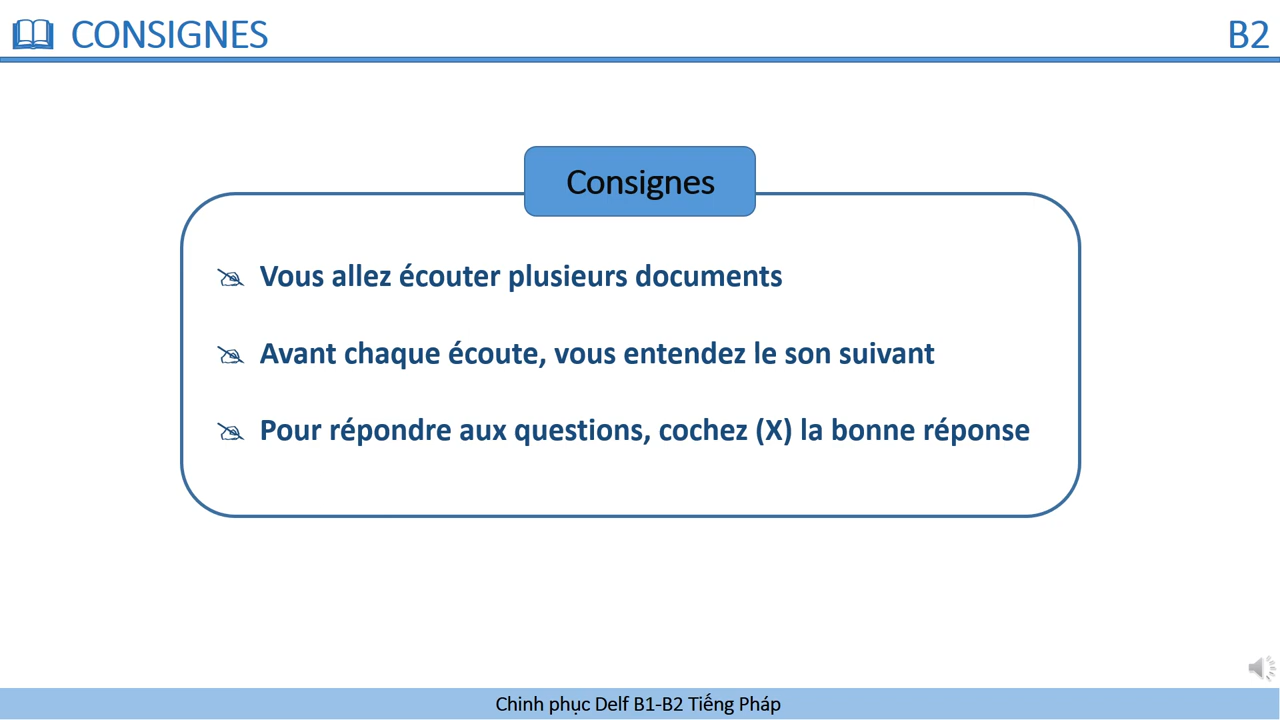 CONSIGNES
B2
Consignes
Vous allez écouter plusieurs documents
Avant chaque écoute, vous entendez le son suivant
Pour répondre aux questions, cochez (X) la bonne réponse
Chinh phục Delf B1-B2 Tiếng Pháp